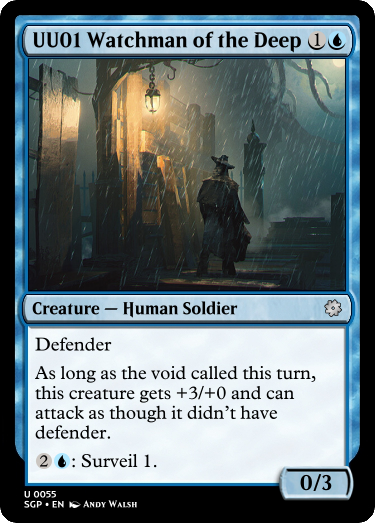 UU01 Watchman of the Deep 1
Creature — Human Soldier
Defender
As long as the void called this turn,
this creature gets +3/+0 and can
attack as though it didn't have
defender.
2: Surveil 1.
0/3
U 0055
SGP • EN Andy Walsh